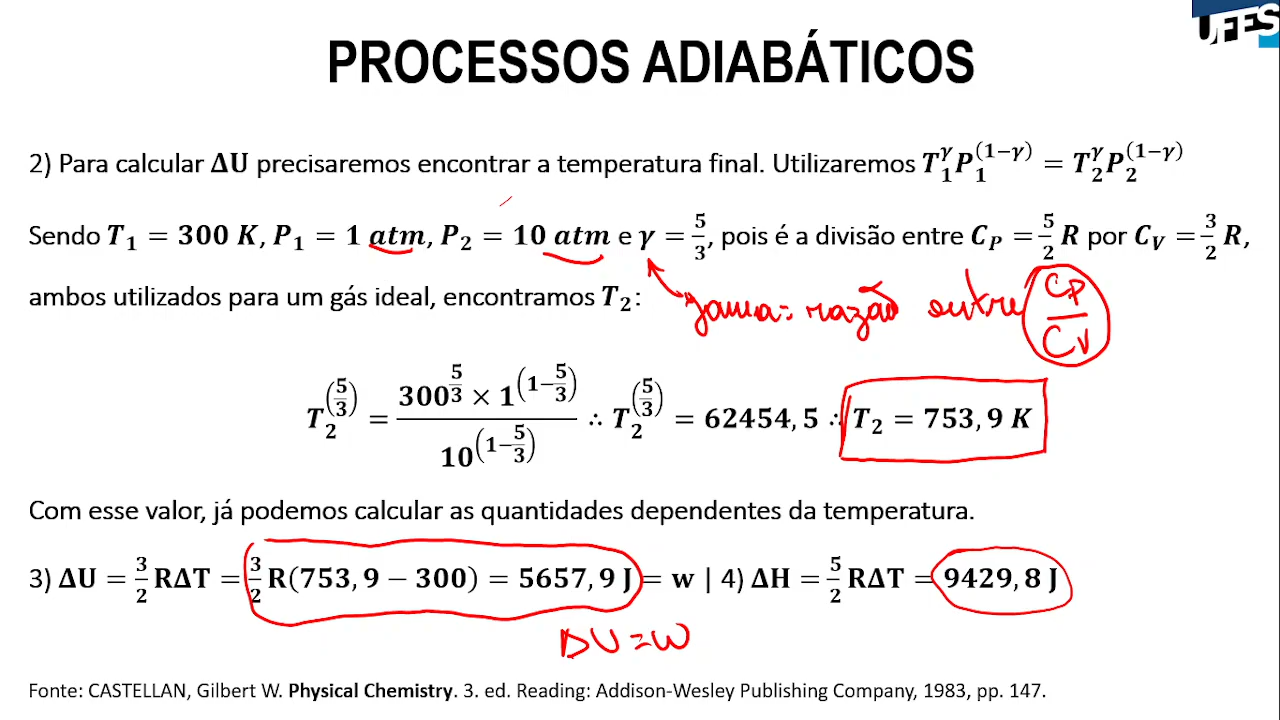 UFES
PROCESSOS ADIABÁTICOS
2) Para calcular ΔU precisaremos encontrar a temperatura final. Utilizaremos T₁^γ P₁^(1−γ) = T₂^γ P₂^(1−γ)
Sendo T₁ = 300 K, P₁ = 1 atm, P₂ = 10 atm e γ = 5/3, pois é a divisão entre C_P = 5/2 R por C_V = 3/2 R,
ambos utilizados para um gás ideal, encontramos T₂:
gama = razão entre CP/CV
T₂^(5/3) = (300^(5/3) × 1^(1−5/3)) / 10^(1−5/3) ∴ T₂^(5/3) = 62454,5 ∴ T₂ = 753,9 K
Com esse valor, já podemos calcular as quantidades dependentes da temperatura.
3) ΔU = 3/2 RΔT = 3/2 R(753,9 − 300) = 5657,9 J = w | 4) ΔH = 5/2 RΔT = 9429,8 J
ΔU = W
Fonte: CASTELLAN, Gilbert W. Physical Chemistry. 3. ed. Reading: Addison-Wesley Publishing Company, 1983, pp. 147.